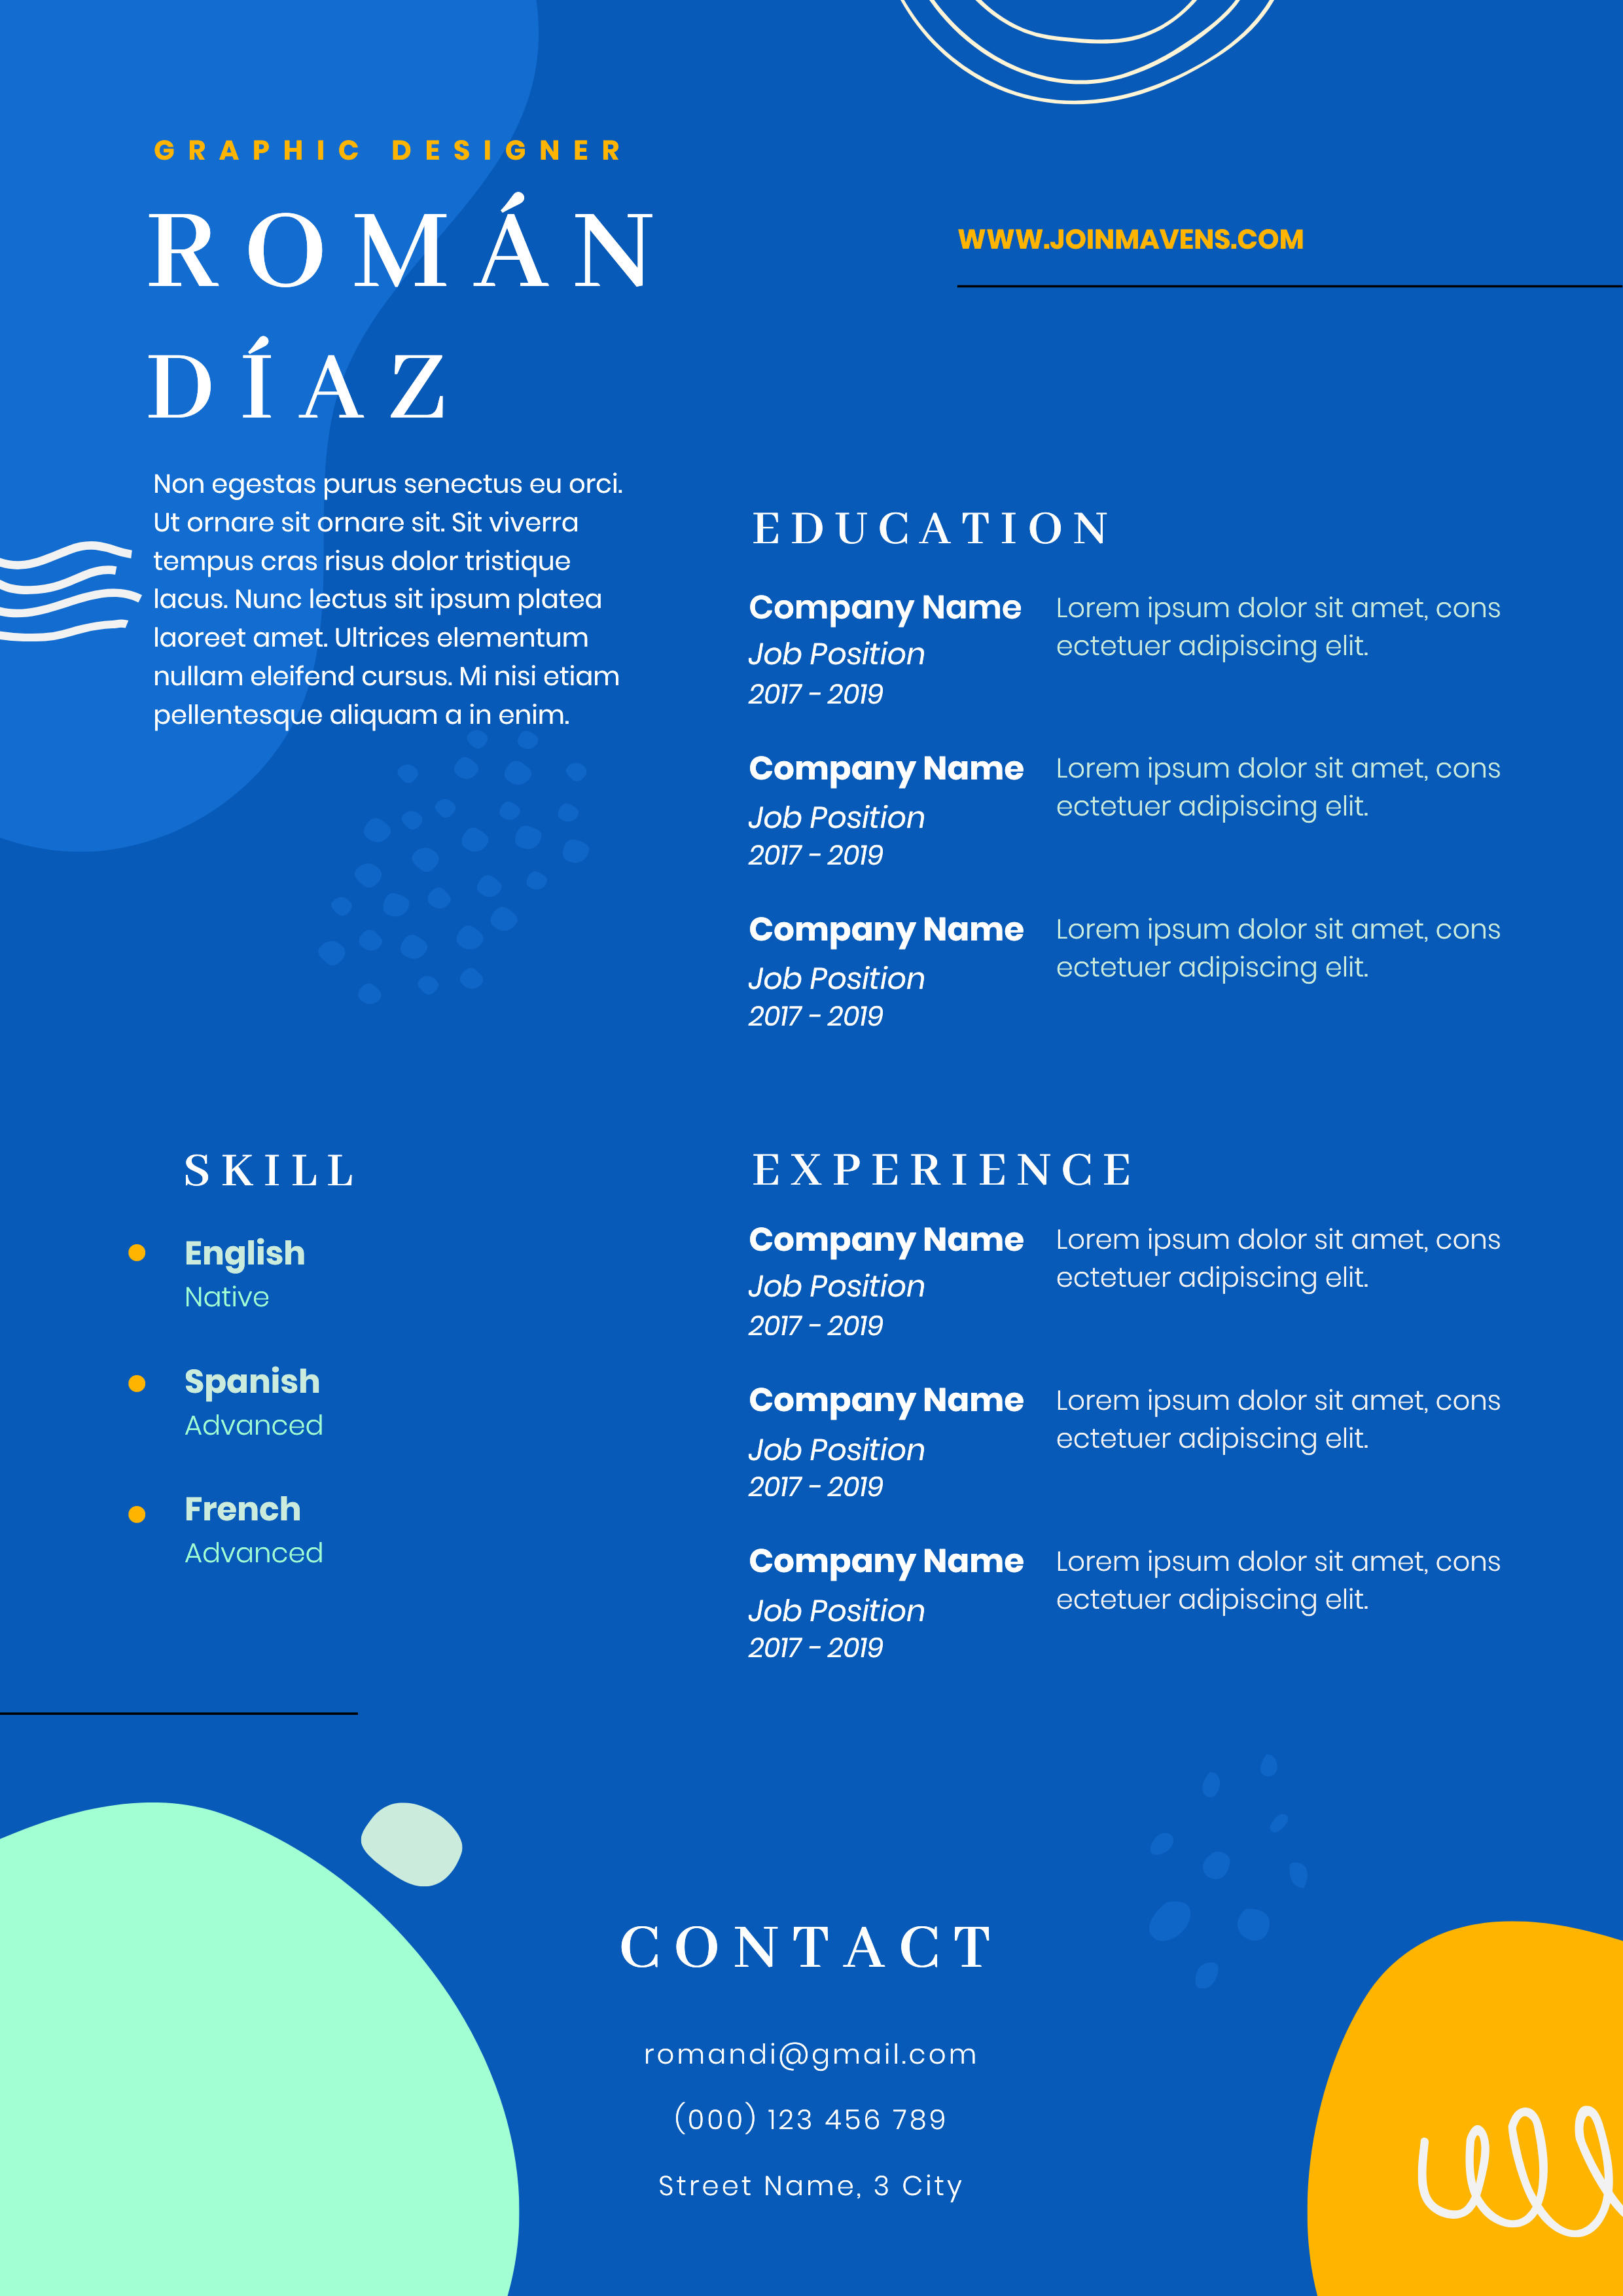 GRAPHIC DESIGNER
ROMÁN
DÍAZ
WWW.JOINMAVENS.COM
Non egestas purus senectus eu orci.
Ut ornare sit ornare sit. Sit viverra
tempus cras risus dolor tristique
lacus. Nunc lectus sit ipsum platea
laoreet amet. Ultrices elementum
nullam eleifend cursus. Mi nisi etiam
pellentesque aliquam a in enim.
EDUCATION
Company Name
Job Position
2017 - 2019
Lorem ipsum dolor sit amet, cons
ectetuer adipiscing elit.
Company Name
Job Position
2017 - 2019
Lorem ipsum dolor sit amet, cons
ectetuer adipiscing elit.
Company Name
Job Position
2017 - 2019
Lorem ipsum dolor sit amet, cons
ectetuer adipiscing elit.
SKILL
English
Native
Spanish
Advanced
French
Advanced
EXPERIENCE
Company Name
Job Position
2017 - 2019
Lorem ipsum dolor sit amet, cons
ectetuer adipiscing elit.
Company Name
Job Position
2017 - 2019
Lorem ipsum dolor sit amet, cons
ectetuer adipiscing elit.
Company Name
Job Position
2017 - 2019
Lorem ipsum dolor sit amet, cons
ectetuer adipiscing elit.
CONTACT
romandi@gmail.com
(000) 123 456 789
Street Name, 3 City